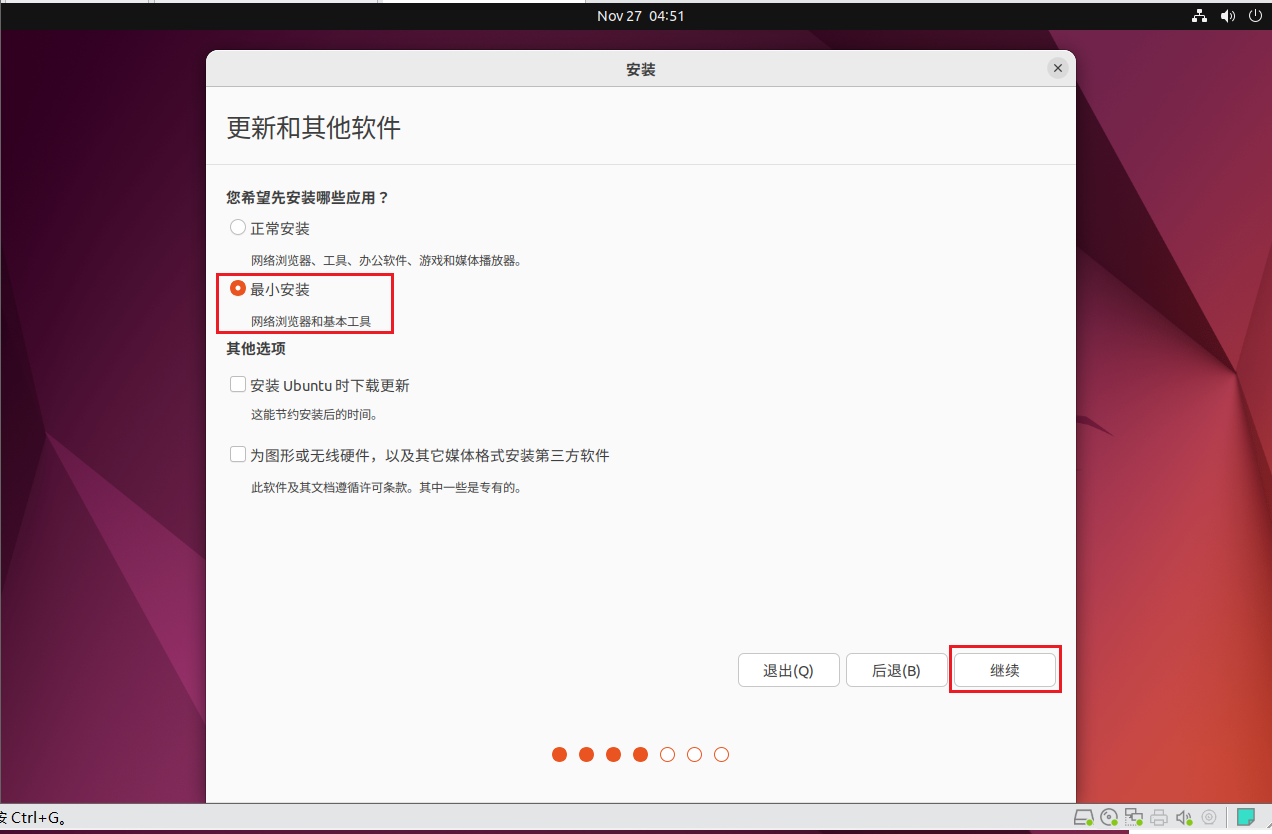 Nov 27 04:51
安装
更新和其他软件
您希望先安装哪些应用？
正常安装
网络浏览器、工具、办公软件、游戏和媒体播放器。
最小安装
网络浏览器和基本工具
其他选项
安装 Ubuntu 时下载更新
这能节约安装后的时间。
为图形或无线硬件，以及其它媒体格式安装第三方软件
此软件及其文档遵循许可条款。其中一些是专有的。
退出(Q) 后退(B) 继续
按 Ctrl+G。